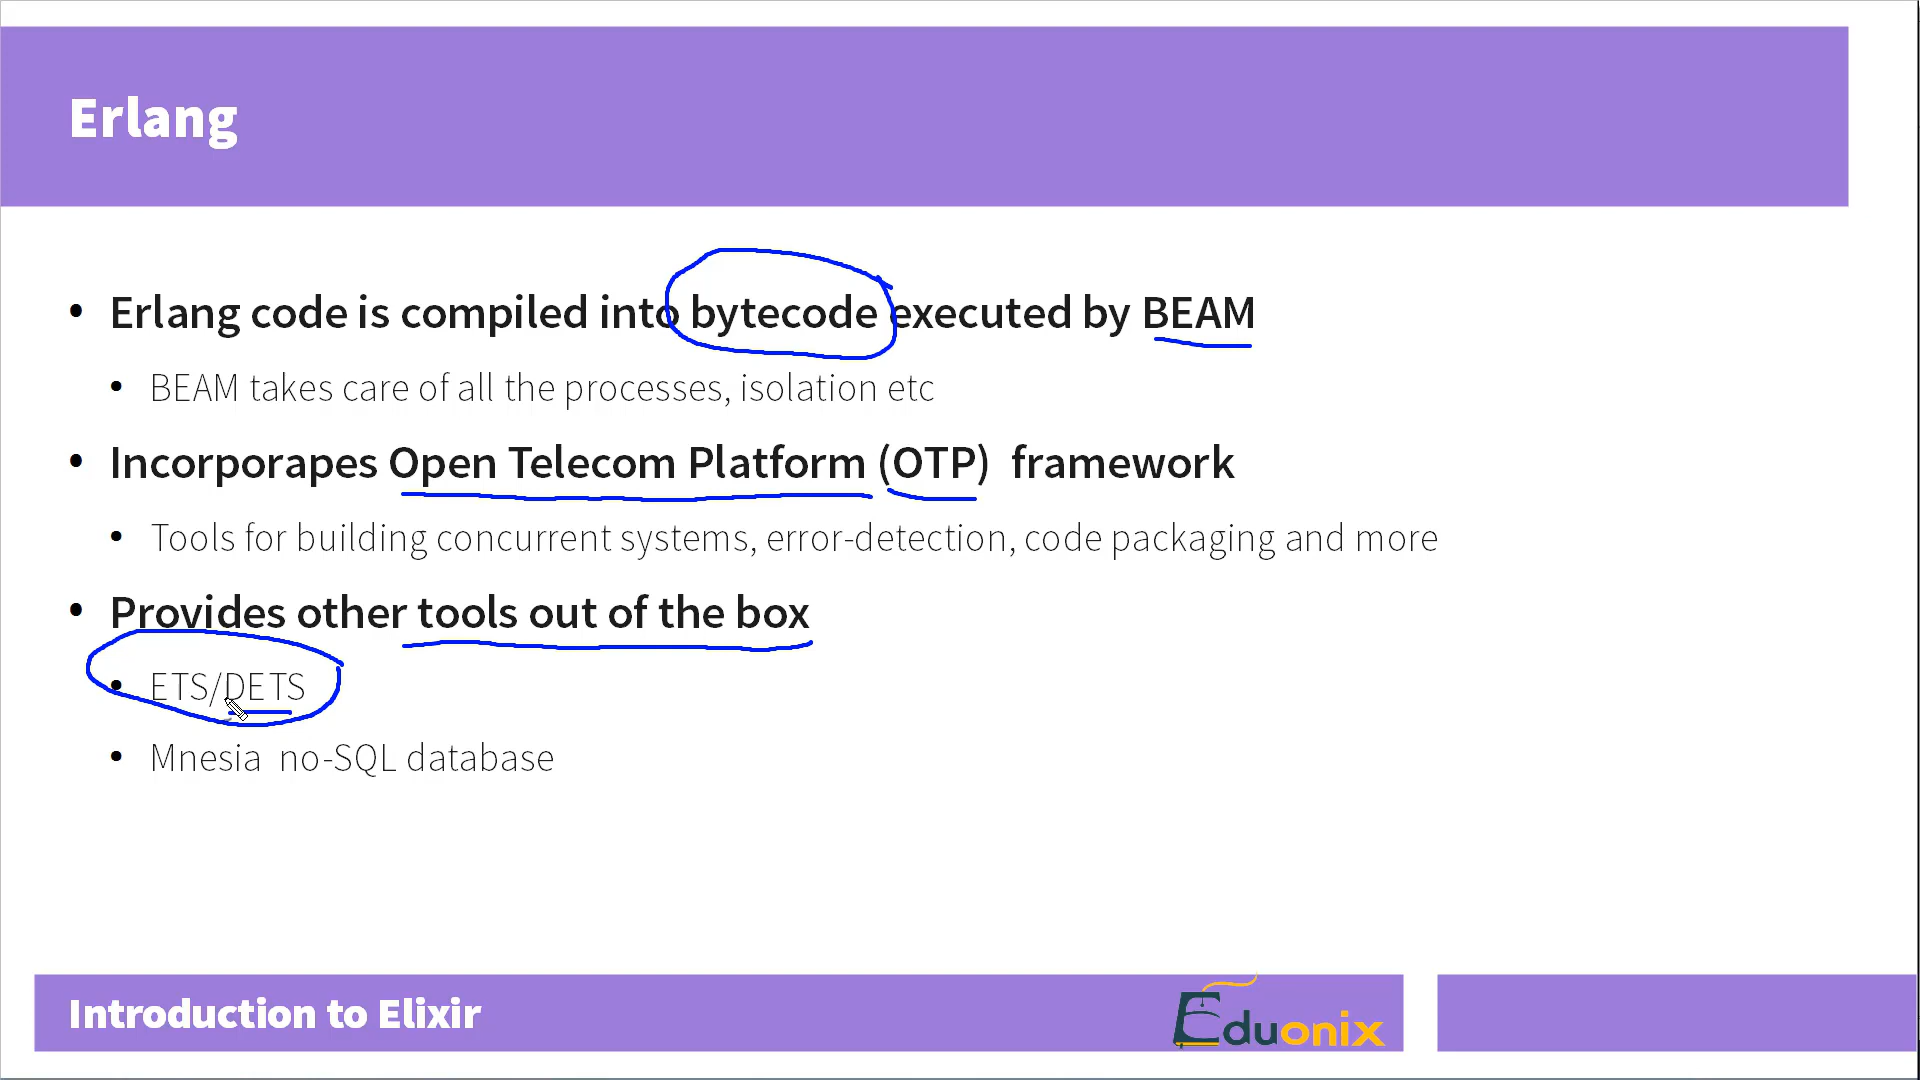 Erlang
• Erlang code is compiled into bytecode executed by BEAM
• BEAM takes care of all the processes, isolation etc
• Incorporapes Open Telecom Platform (OTP) framework
• Tools for building concurrent systems, error-detection, code packaging and more
• Provides other tools out of the box
• ETS/DETS
• Mnesia no-SQL database
Introduction to Elixir
Eduonix